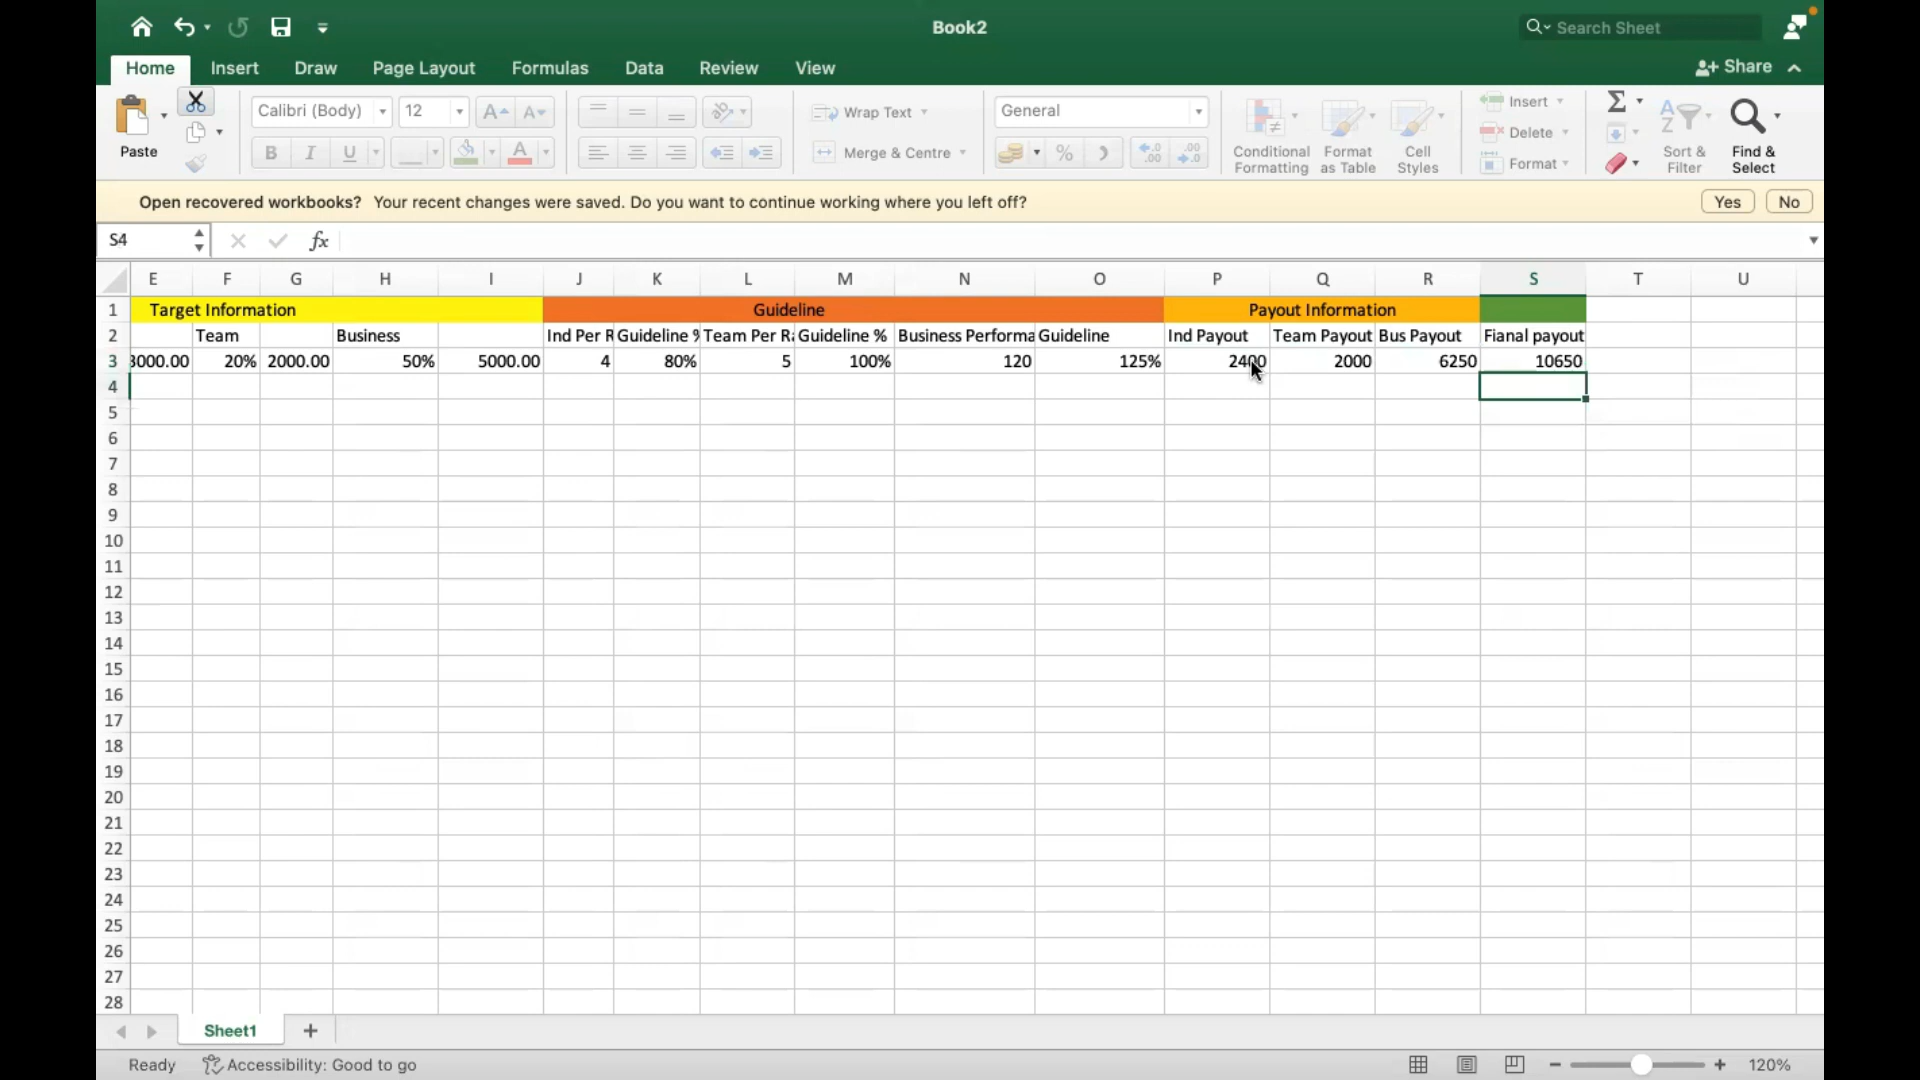 Book2
Search Sheet
Home Insert Draw Page Layout Formulas Data Review View Share
Paste
Calibri (Body) 12
Wrap Text
General
Insert
B I U
Merge & Centre
Conditional Formatting
Format as Table
Cell Styles
Delete
Format
Sort & Filter
Find & Select
Open recovered workbooks? Your recent changes were saved. Do you want to continue working where you left off? Yes No
S4 fx
E F G H I J K L M N O P Q R S T U
1 Target Information Guideline Payout Information
2 Team Business Ind Per R Guideline % Team Per Ra Guideline % Business Performa Guideline Ind Payout Team Payout Bus Payout Fianal payout
3 3000.00 20% 2000.00 50% 5000.00 4 80% 5 100% 120 125% 2400 2000 6250 10650
4
5
6
7
8
9
10
11
12
13
14
15
16
17
18
19
20
21
22
23
24
25
26
27
28
Sheet1
Ready Accessibility: Good to go 120%